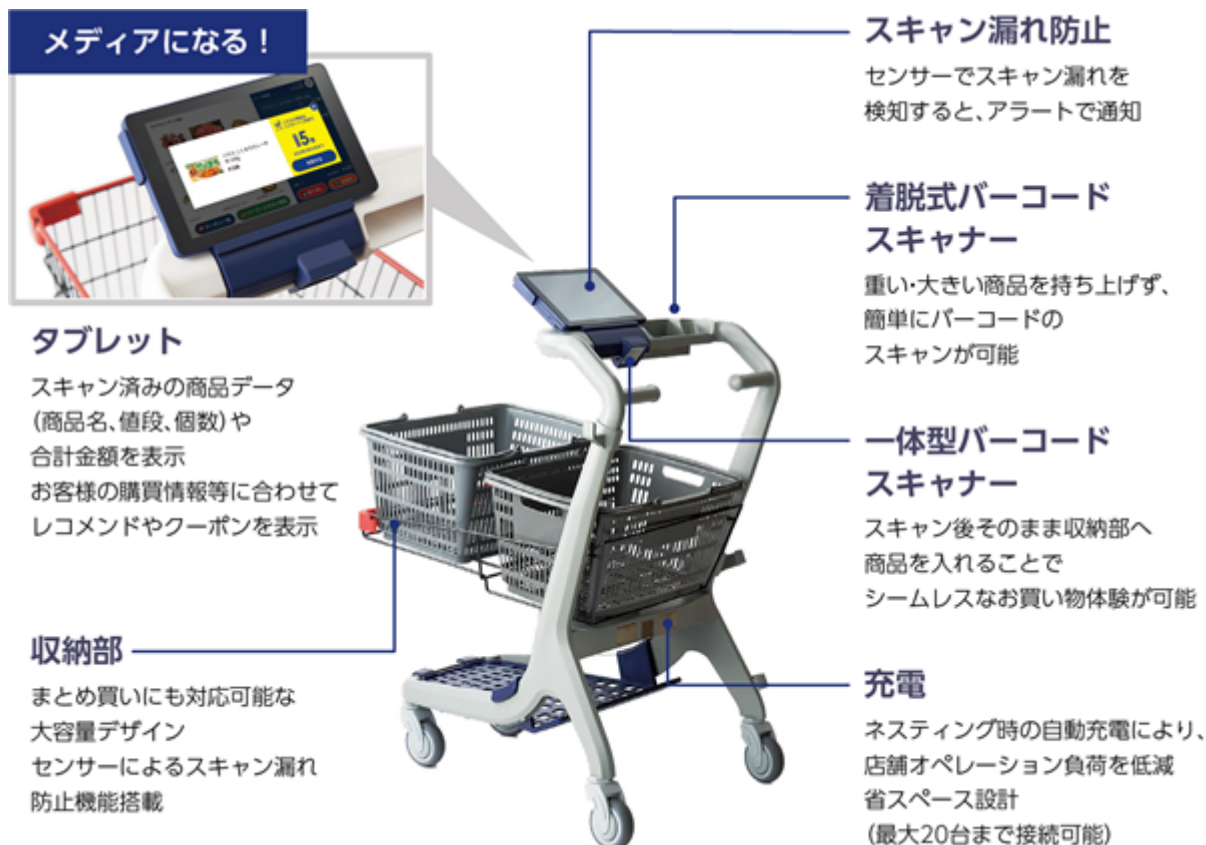 メディアになる！
タブレット
スキャン済みの商品データ
(商品名、値段、個数)や
合計金額を表示
お客様の購買情報等に合わせて
レコメンドやクーポンを表示
収納部
まとめ買いにも対応可能な
大容量デザイン
センサーによるスキャン漏れ
防止機能搭載
スキャン漏れ防止
センサーでスキャン漏れを
検知すると、アラートで通知
着脱式バーコード
スキャナー
重い・大きい商品を持ち上げず、
簡単にバーコードの
スキャンが可能
一体型バーコード
スキャナー
スキャン後そのまま収納部へ
商品を入れることで
シームレスなお買い物体験が可能
充電
ネスティング時の自動充電により、
店舗オペレーション負荷を低減
省スペース設計
(最大20台まで接続可能)